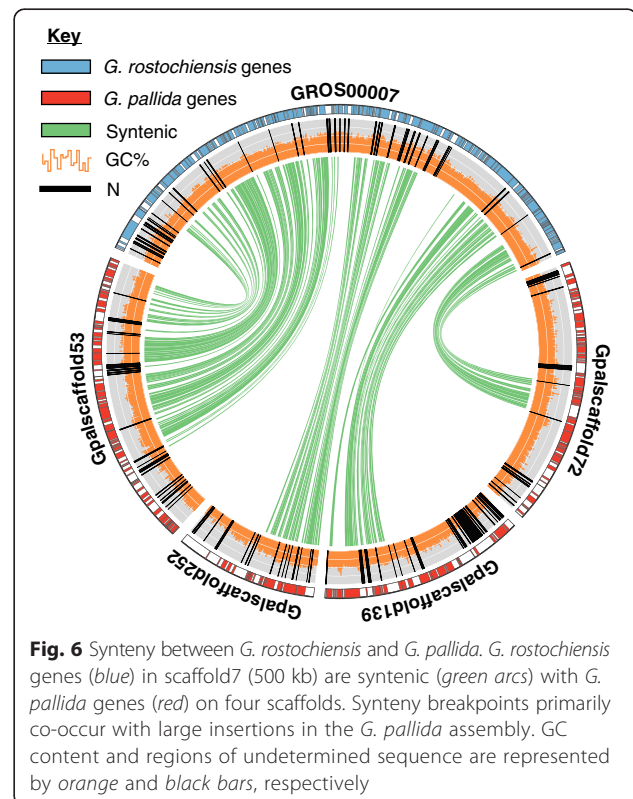 Key
G. rostochiensis genes
G. pallida genes
Syntenic
GC%
N
GROS00007
Gpalscaffold53
Gpalscaffold72
Gpalscaffold252
Gpalscaffold139
Fig. 6 Synteny between G. rostochiensis and G. pallida. G. rostochiensis
genes (blue) in scaffold7 (500 kb) are syntenic (green arcs) with G.
pallida genes (red) on four scaffolds. Synteny breakpoints primarily
co-occur with large insertions in the G. pallida assembly. GC
content and regions of undetermined sequence are represented
by orange and black bars, respectively